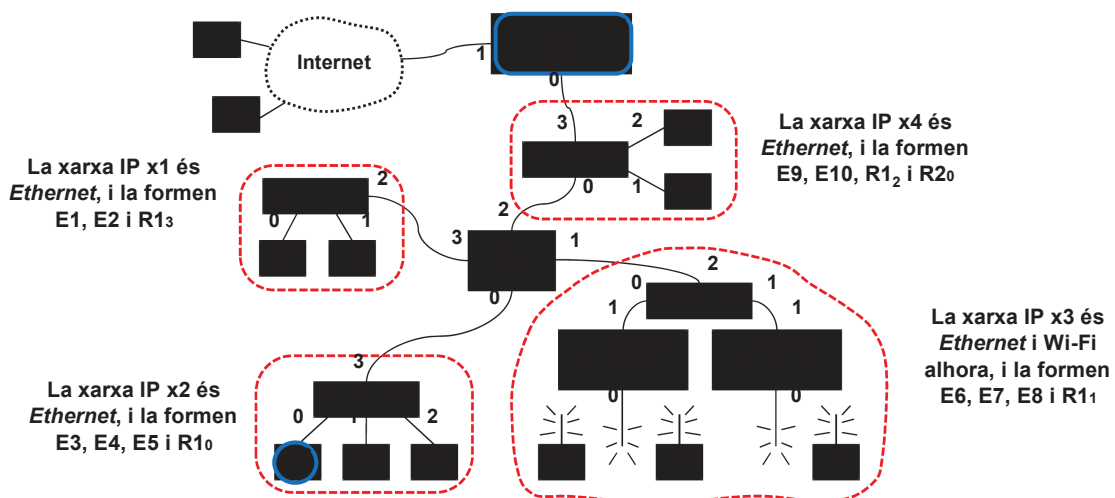 Internet
1
0
La xarxa IP x4 és
Ethernet, i la formen
E9, E10, R1₂ i R2₀
3
2
0
1
La xarxa IP x1 és
Ethernet, i la formen
E1, E2 i R1₃
2
0
1
2
3
1
0
La xarxa IP x3 és
Ethernet i Wi-Fi
alhora, i la formen
E6, E7, E8 i R1₁
2
0
1
1
1
0
0
La xarxa IP x2 és
Ethernet, i la formen
E3, E4, E5 i R1₀
3
0
1
2